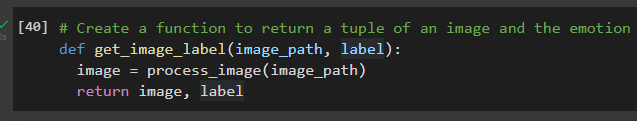 [40] # Create a function to return a tuple of an image and the emotion
def get_image_label(image_path, label):
image = process_image(image_path)
return image, label